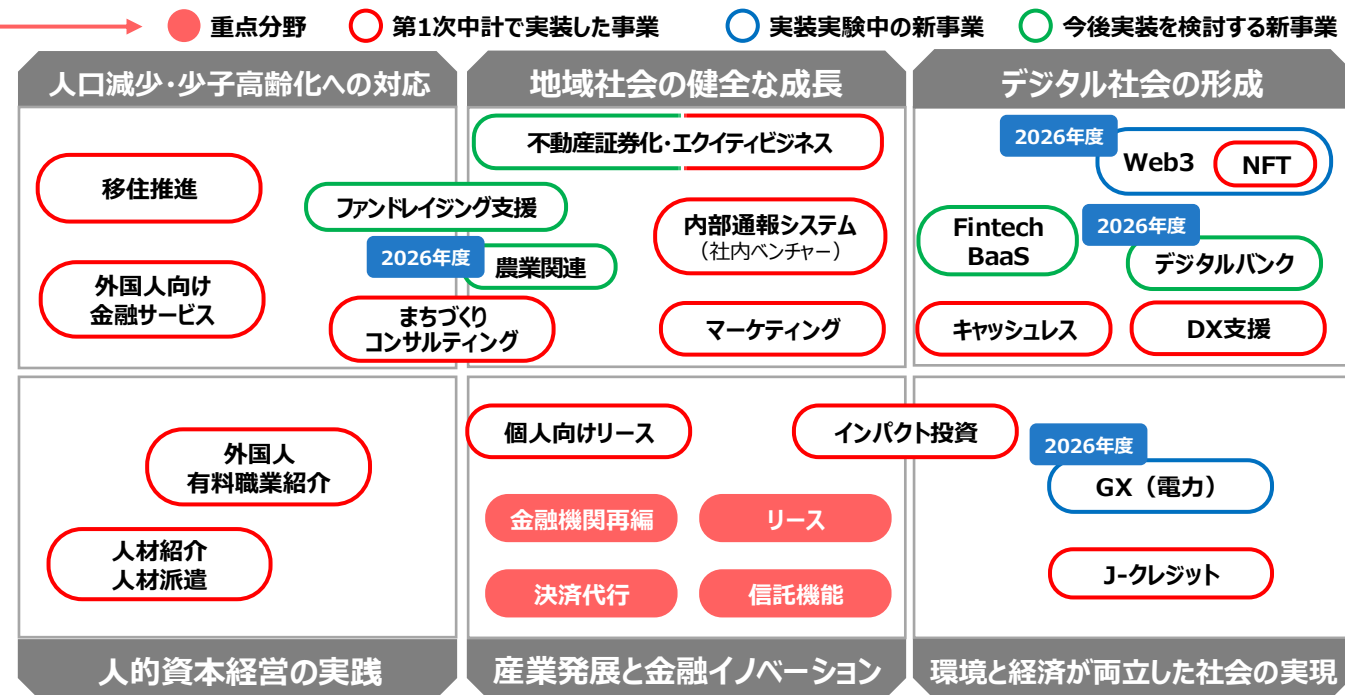 重点分野
第1次中計で実装した事業
実装実験中の新事業
今後実装を検討する新事業
人口減少・少子高齢化への対応
移住推進
外国人向け
金融サービス
ファンドレイジング支援
2026年度
農業関連
まちづくり
コンサルティング
地域社会の健全な成長
不動産証券化・エクイティビジネス
内部通報システム
（社内ベンチャー）
マーケティング
デジタル社会の形成
2026年度
Web3
NFT
Fintech
BaaS
2026年度
デジタルバンク
キャッシュレス
DX支援
外国人
有料職業紹介
人材紹介
人材派遣
人的資本経営の実践
個人向けリース
インパクト投資
金融機関再編
リース
決済代行
信託機能
産業発展と金融イノベーション
2026年度
GX（電力）
J-クレジット
環境と経済が両立した社会の実現